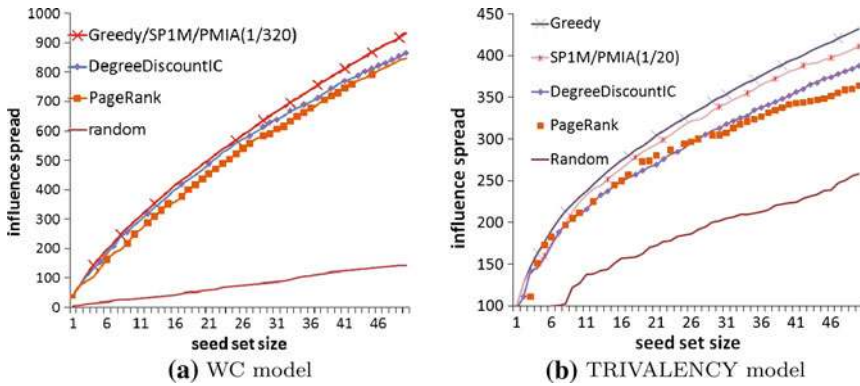 influence spread
1000
900
800
700
600
500
400
300
200
100
0
Greedy/SP1M/PMIA(1/320)
DegreeDiscountIC
PageRank
random
1 6 11 16 21 26 31 36 41 46
seed set size
(a) WC model
influence spread
450
400
350
300
250
200
150
100
Greedy
SP1M/PMIA(1/20)
DegreeDiscountIC
PageRank
Random
1 6 11 16 21 26 31 36 41 46
seed set size
(b) TRIVALENCY model